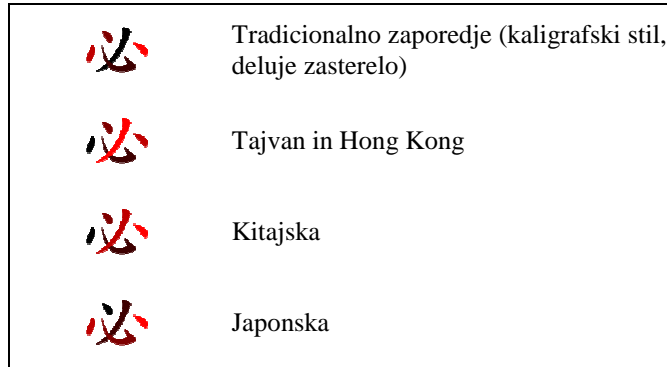 必 Tradicionalno zaporedje (kaligrafski stil,
deluje zasterelo)
必 Tajvan in Hong Kong
必 Kitajska
必 Japonska